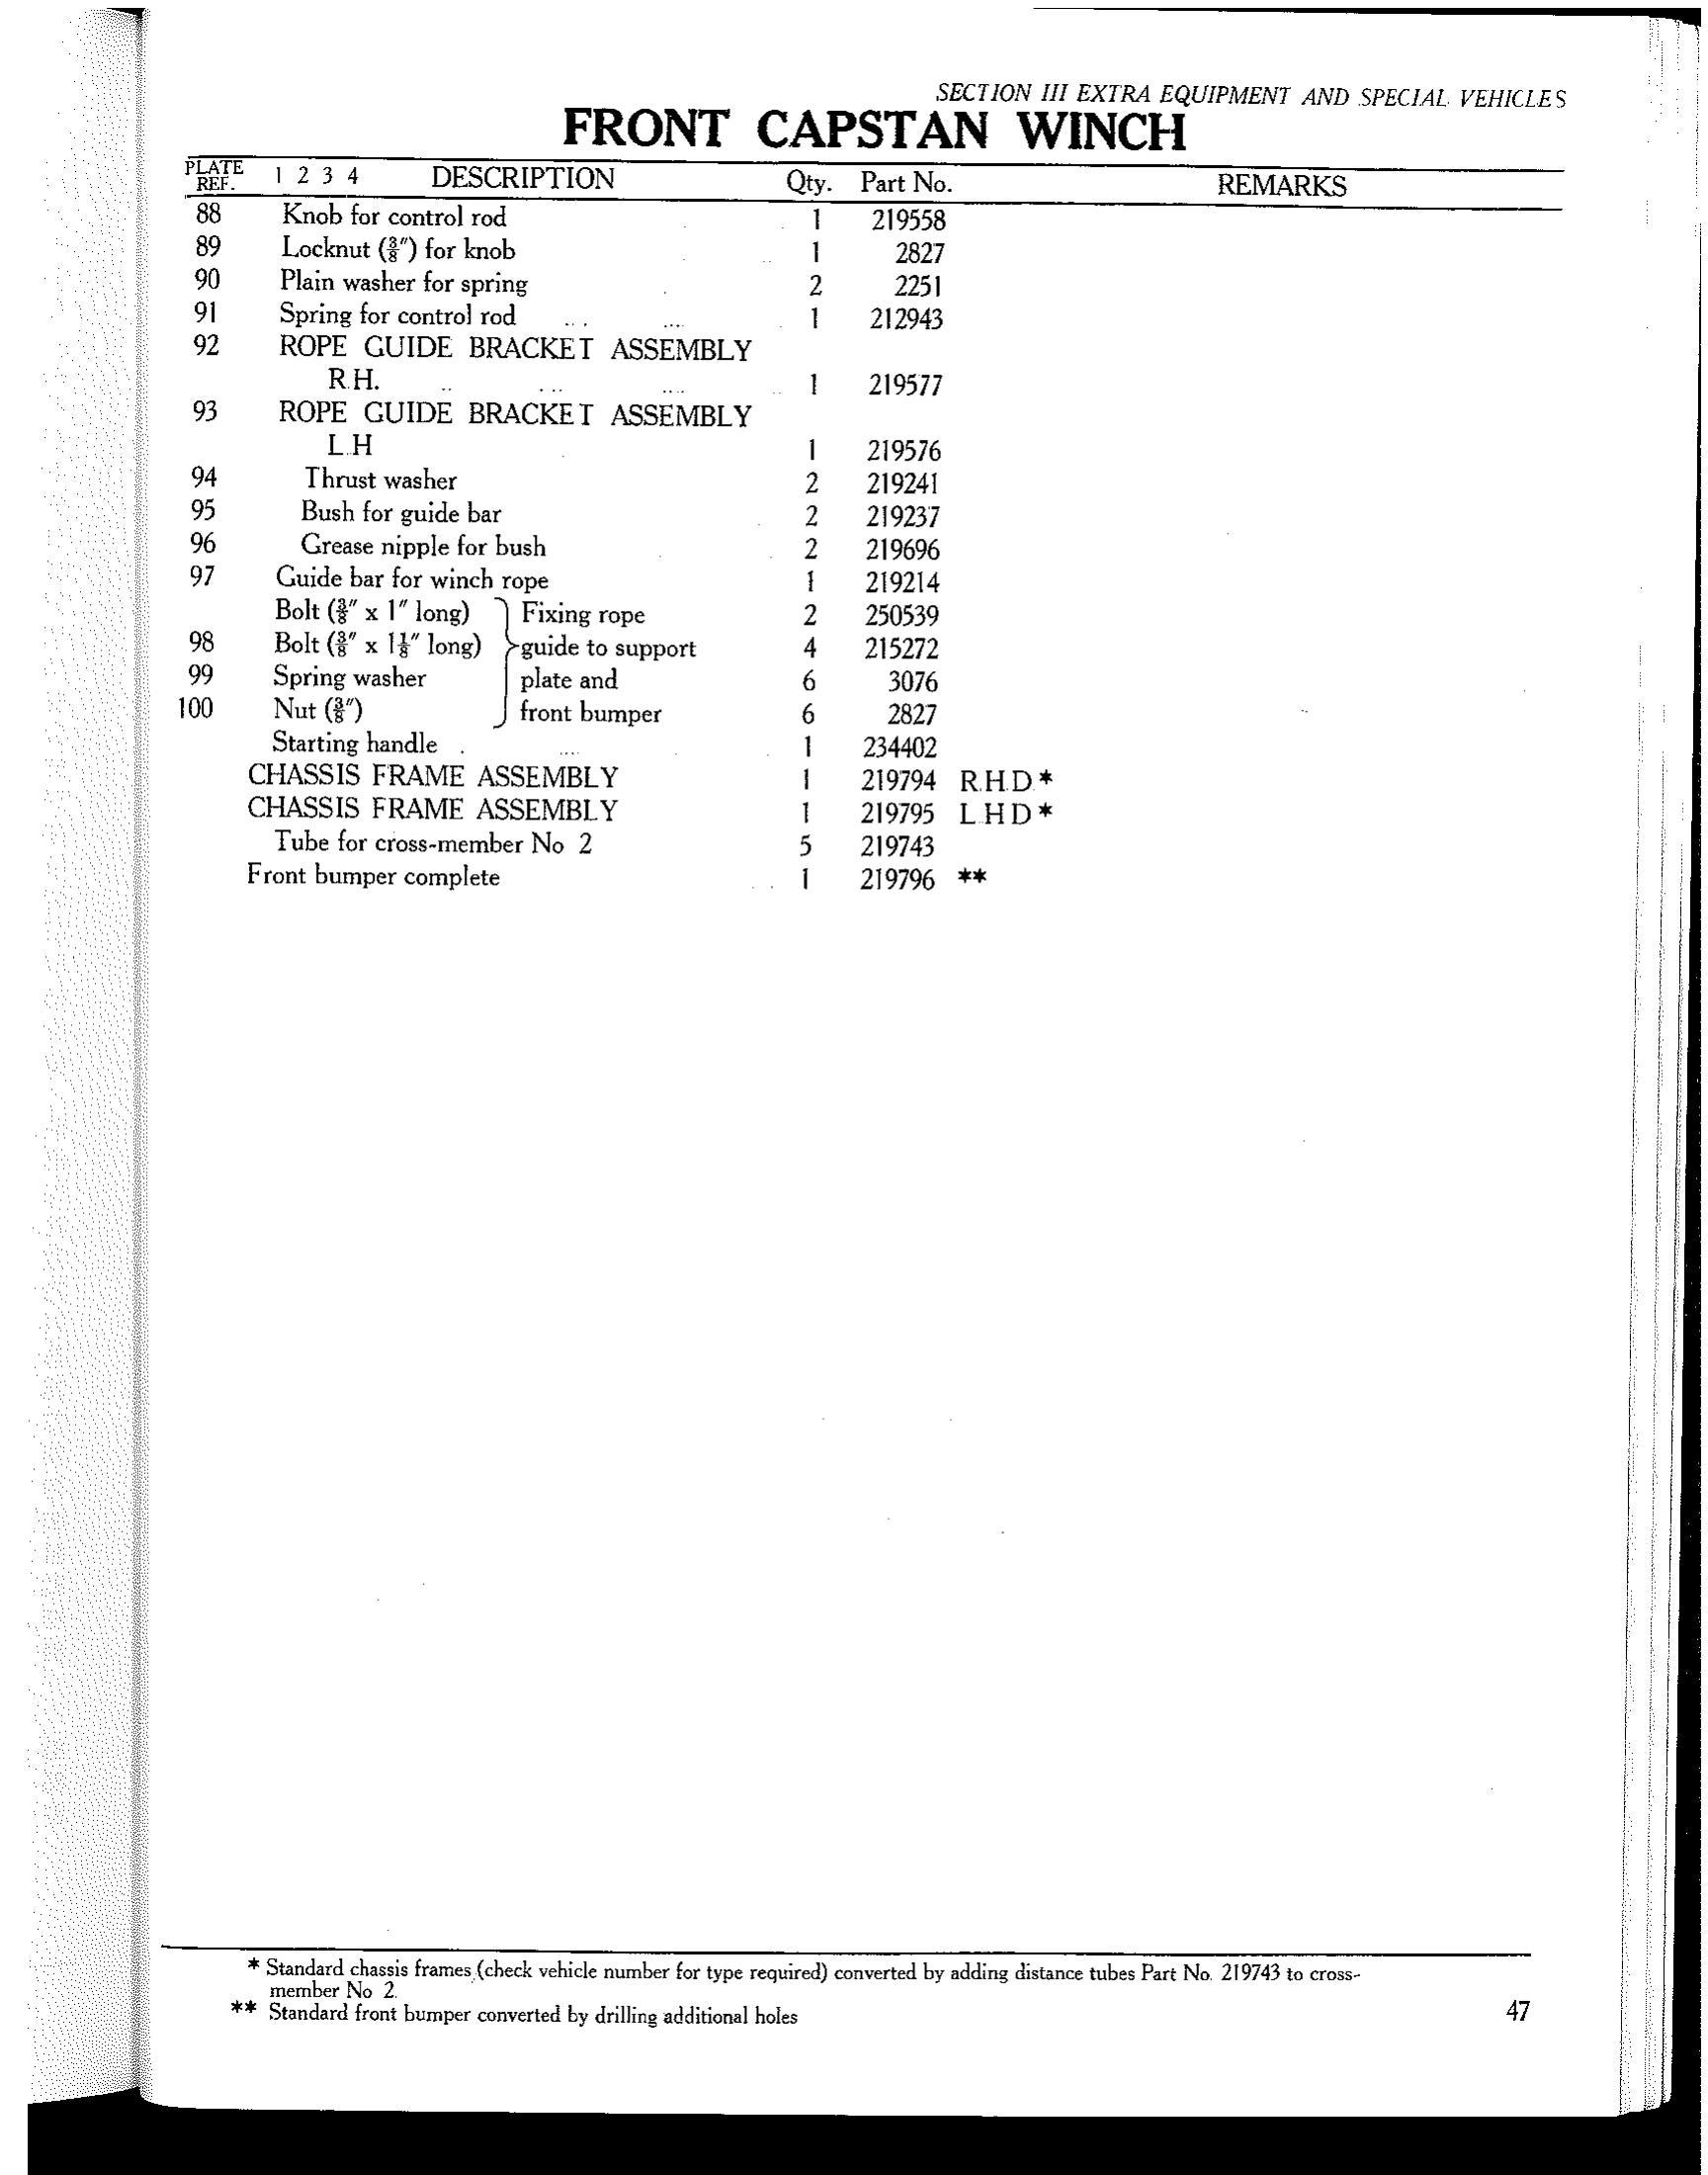 SECTION III EXTRA EQUIPMENT AND SPECIAL VEHICLES
FRONT CAPSTAN WINCH
PLATE REF. 1 2 3 4 DESCRIPTION Qty. Part No. REMARKS
88 Knob for control rod 1 219558
89 Locknut (⅜″) for knob 1 2827
90 Plain washer for spring 2 2251
91 Spring for control rod ... .... 1 212943
92 ROPE GUIDE BRACKET ASSEMBLY
R.H. .. ... .... 1 219577
93 ROPE GUIDE BRACKET ASSEMBLY
L.H 1 219576
94 Thrust washer 2 219241
95 Bush for guide bar 2 219237
96 Grease nipple for bush 2 219696
97 Guide bar for winch rope 1 219214
Bolt (⅜″ x 1″ long) Fixing rope 2 250539
98 Bolt (⅜″ x 1⅛″ long) guide to support 4 215272
99 Spring washer plate and 6 3076
100 Nut (⅜″) front bumper 6 2827
Starting handle . .... 1 234402
CHASSIS FRAME ASSEMBLY 1 219794 R.H.D.*
CHASSIS FRAME ASSEMBLY 1 219795 L.H D*
Tube for cross-member No 2 5 219743
Front bumper complete 1 219796 **
* Standard chassis frames (check vehicle number for type required) converted by adding distance tubes Part No. 219743 to cross-
member No 2.
** Standard front bumper converted by drilling additional holes
47